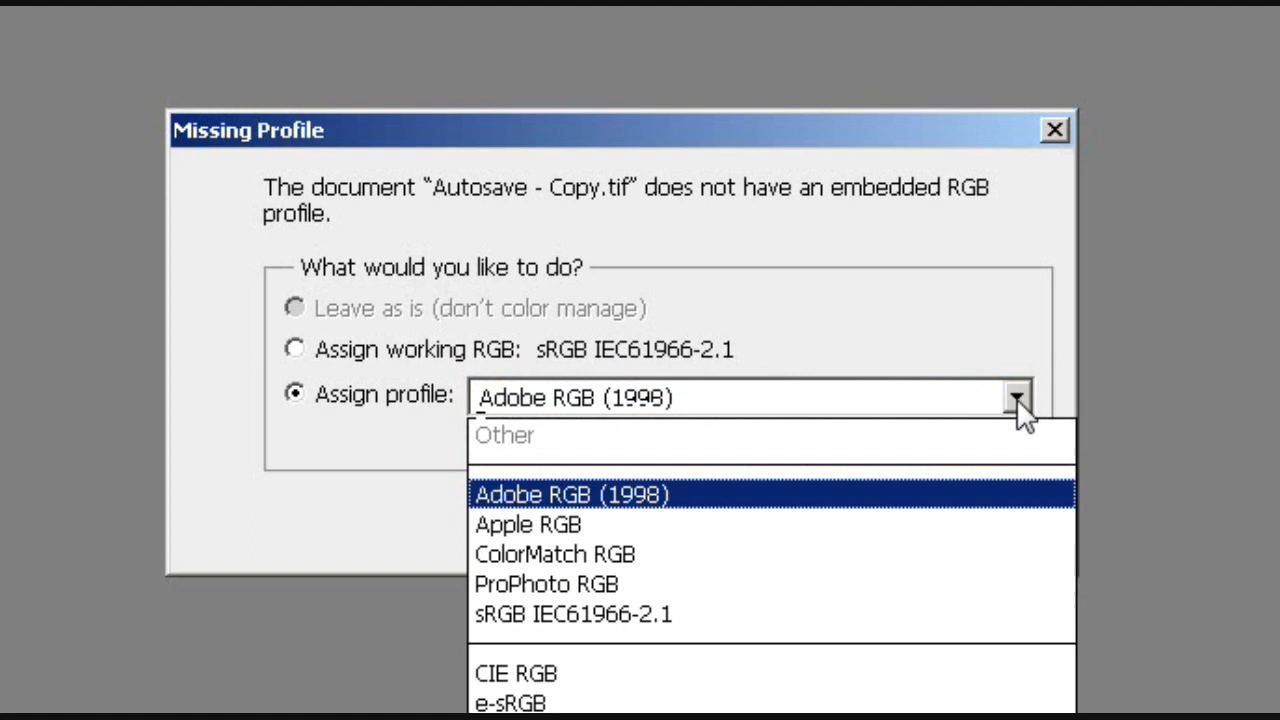 Missing Profile
The document “Autosave - Copy.tif” does not have an embedded RGB
profile.
What would you like to do?
Leave as is (don't color manage)
Assign working RGB: sRGB IEC61966-2.1
Assign profile: Adobe RGB (1998)
Other
Adobe RGB (1998)
Apple RGB
ColorMatch RGB
ProPhoto RGB
sRGB IEC61966-2.1
CIE RGB
e-sRGB